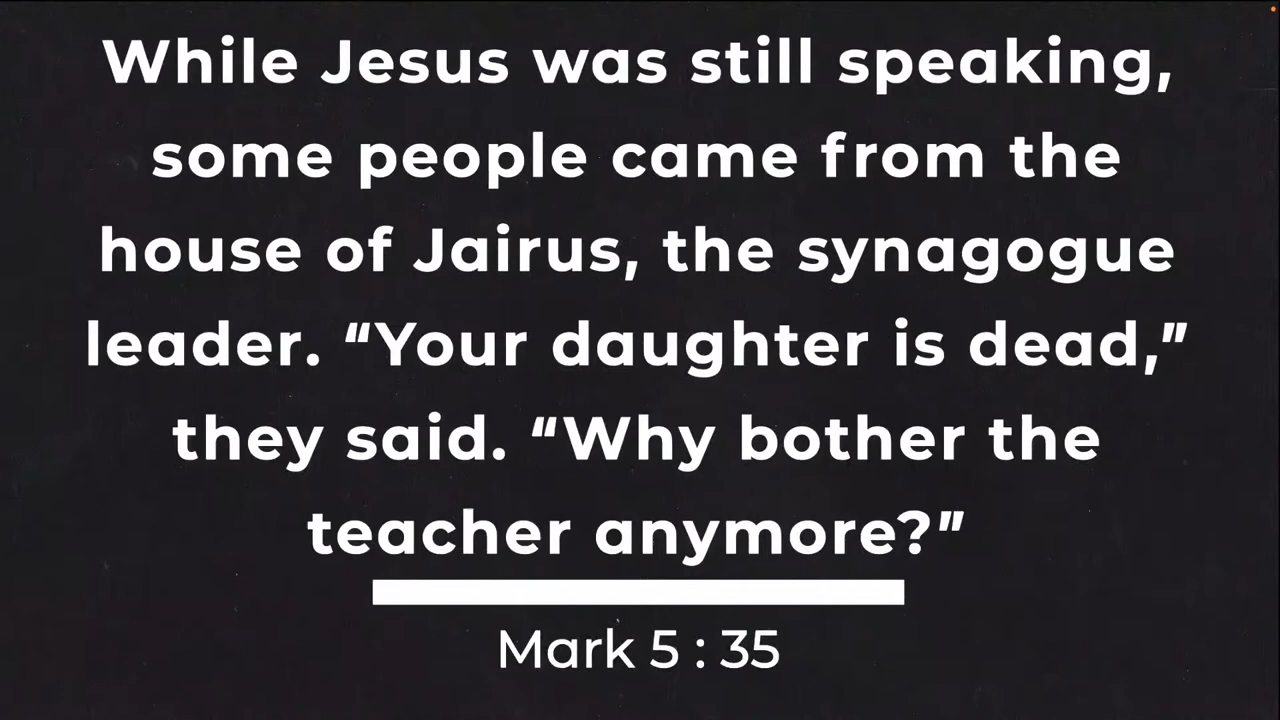 While Jesus was still speaking,
some people came from the
house of Jairus, the synagogue
leader. “Your daughter is dead,”
they said. “Why bother the
teacher anymore?”
Mark 5 : 35